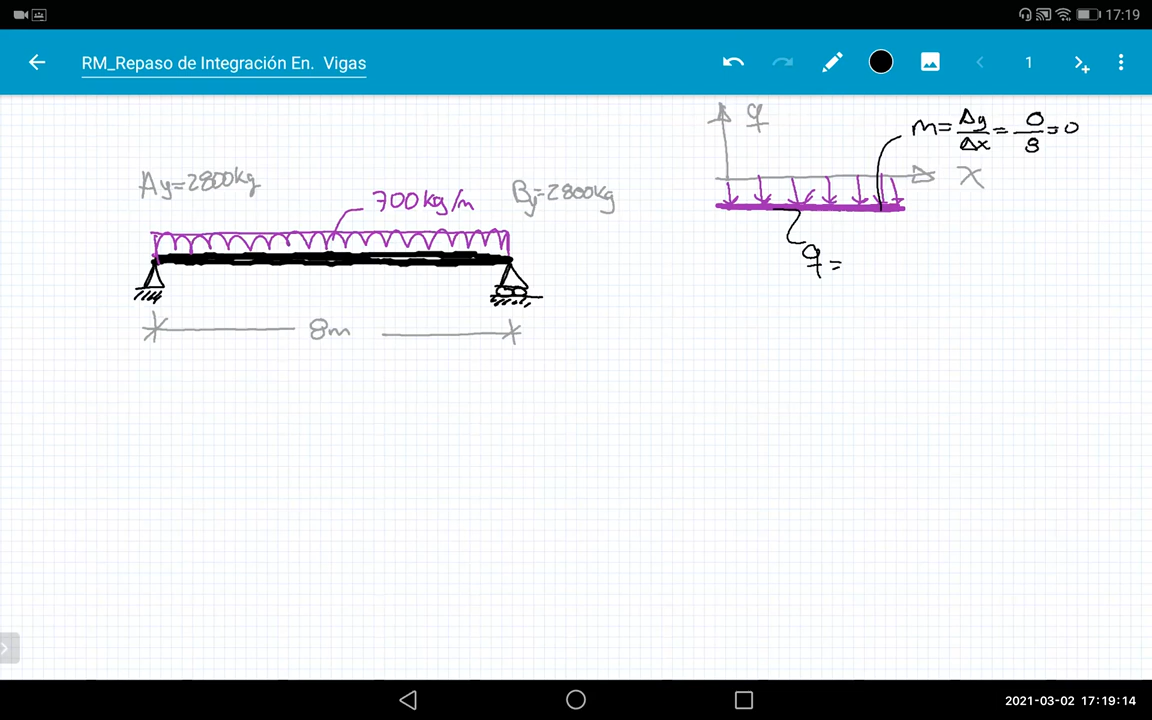 17:19
RM_Repaso de Integración En. Vigas
1
Ay=2800kg
700kg/m
By=2800kg
8m
q
x
m=Δy/Δx=0/8=0
q=
2021-03-02 17:19:14